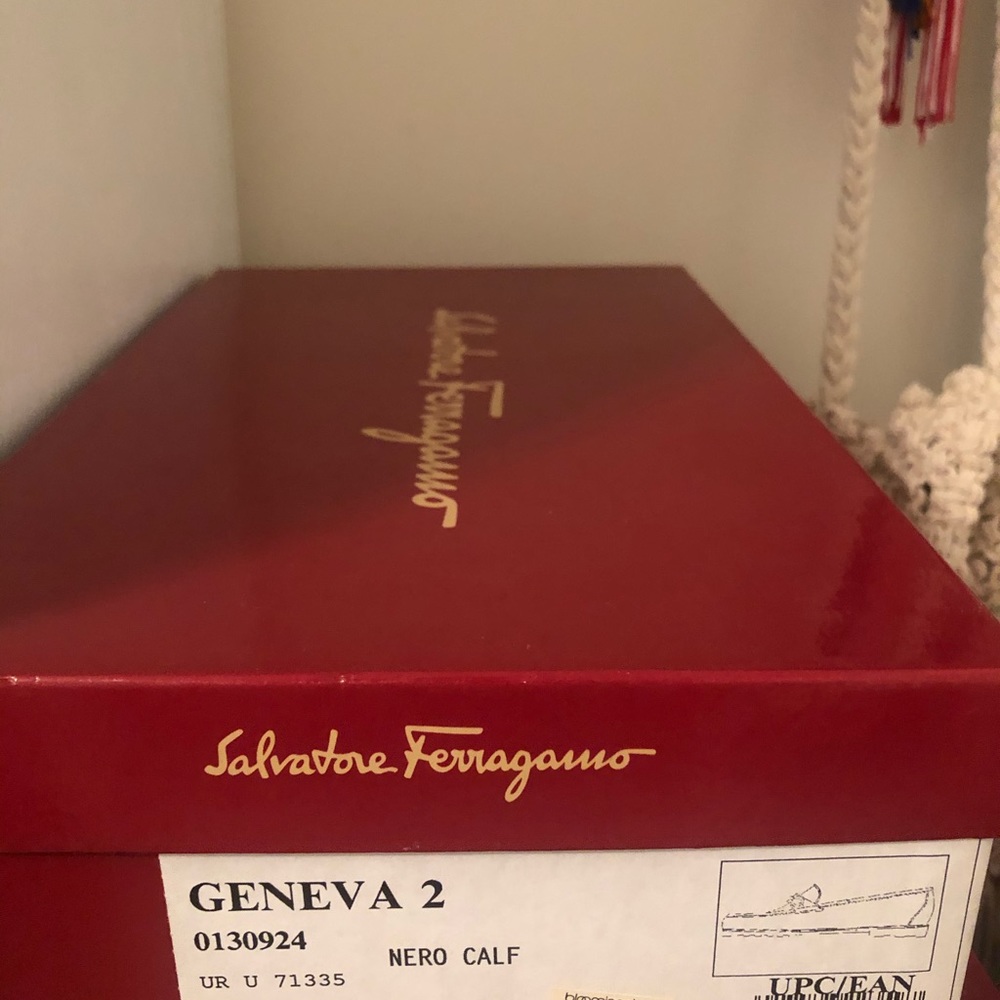 Salvatore Ferragamo
Salvatore Ferragamo
GENEVA 2
0130924
NERO CALF
UR U 71335
UPC/EAN